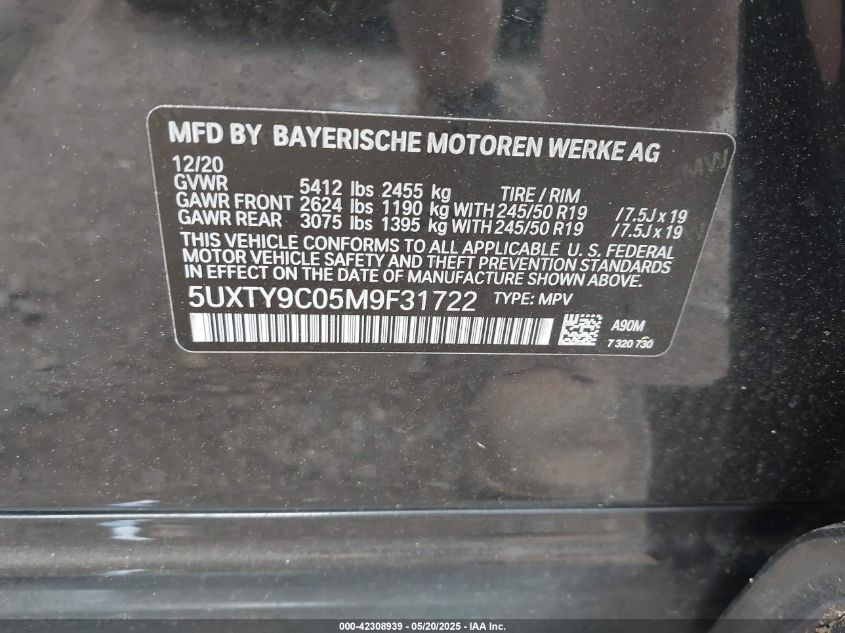 MFD BY BAYERISCHE MOTOREN WERKE AG
12/20
GVWR 5412 lbs 2455 kg TIRE / RIM
GAWR FRONT 2624 lbs 1190 kg WITH 245/50 R19 / 7.5J x 19
GAWR REAR 3075 lbs 1395 kg WITH 245/50 R19 / 7.5J x 19
THIS VEHICLE CONFORMS TO ALL APPLICABLE U. S. FEDERAL
MOTOR VEHICLE SAFETY AND THEFT PREVENTION STANDARDS
IN EFFECT ON THE DATE OF MANUFACTURE SHOWN ABOVE.
5UXTY9C05M9F31722 TYPE: MPV
A90M
7 320 730
000-42308939 - 05/20/2025 - IAA Inc.